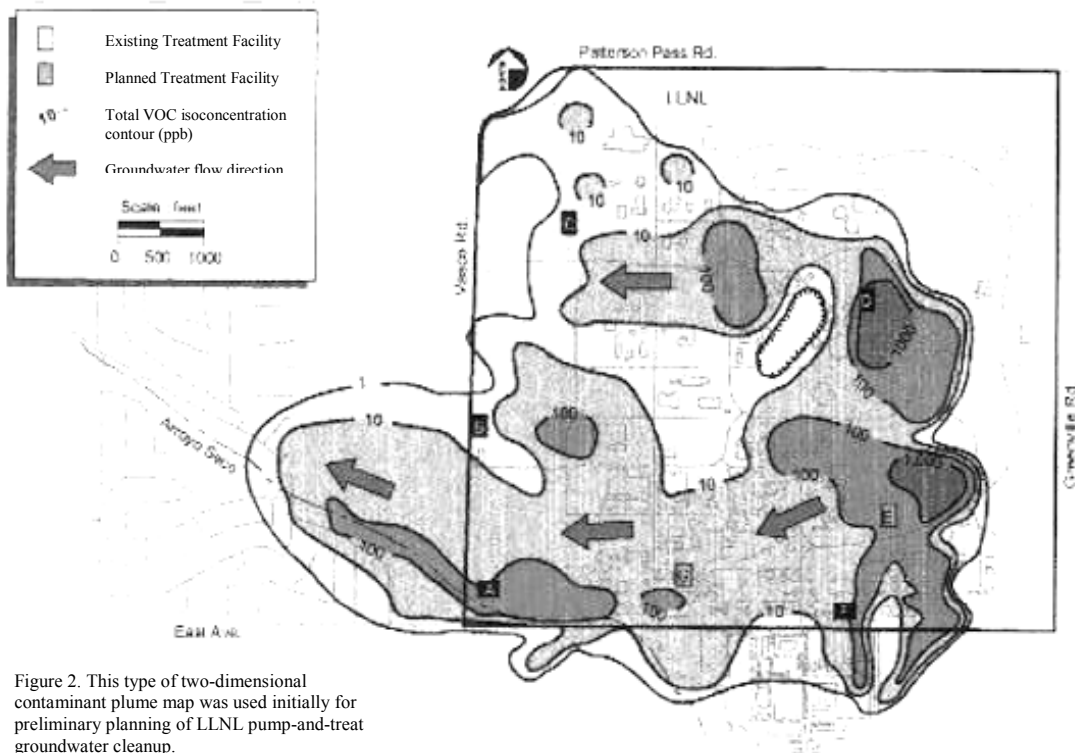 Existing Treatment Facility
Planned Treatment Facility
10
Total VOC isoconcentration
contour (ppb)
Groundwater flow direction
Scale feet
0 500 1000
Patterson Pass Rd.
LLNL
10
10
10
C
10
100
Vasco Rd.
D
1000
100
Greenville Rd.
1
10
100
B
100
100
1,000
10
E
Arroyo Seco
100
A
G
100
10
F
East Ave.
Figure 2. This type of two-dimensional
contaminant plume map was used initially for
preliminary planning of LLNL pump-and-treat
groundwater cleanup.